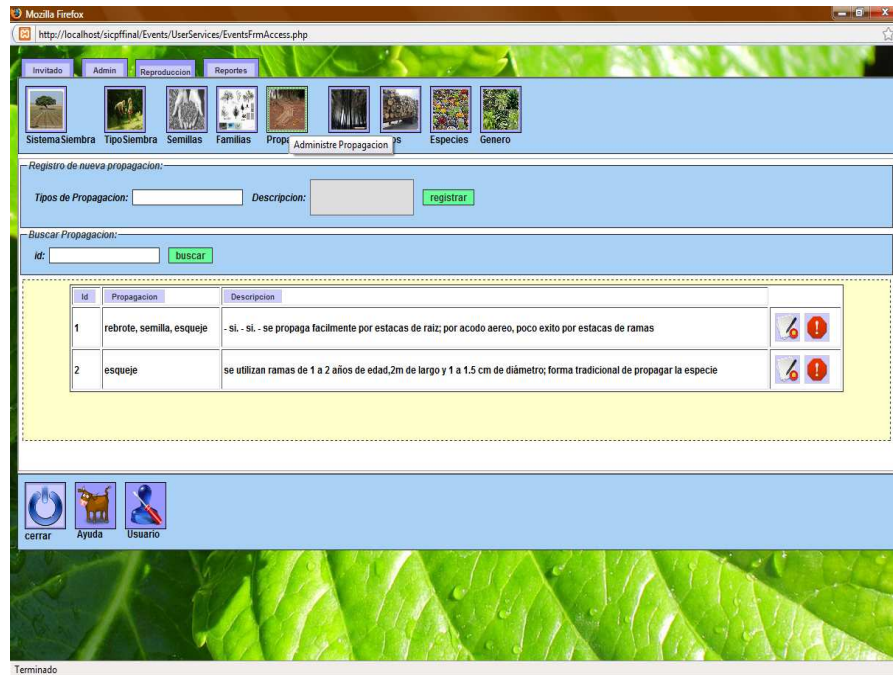 Mozilla Firefox
http://localhost/sicpffinal/Events/UserServices/EventsFrmAccess.php
Invitado Admin Reproduccion Reportes
SistemaSiembra TipoSiembra Semillas Familias Propa os Especies Genero
Administre Propagacion
Registro de nueva propagacion:
Tipos de Propagacion: Descripcion: registrar
Buscar Propagacion:
id: buscar
Id Propagacion Descripcion
1 rebrote, semilla, esqueje - si. - si. - se propaga facilmente por estacas de raiz; por acodo aereo, poco exito por estacas de ramas
2 esqueje se utilizan ramas de 1 a 2 años de edad,2m de largo y 1 a 1.5 cm de diámetro; forma tradicional de propagar la especie
cerrar Ayuda Usuario
Terminado